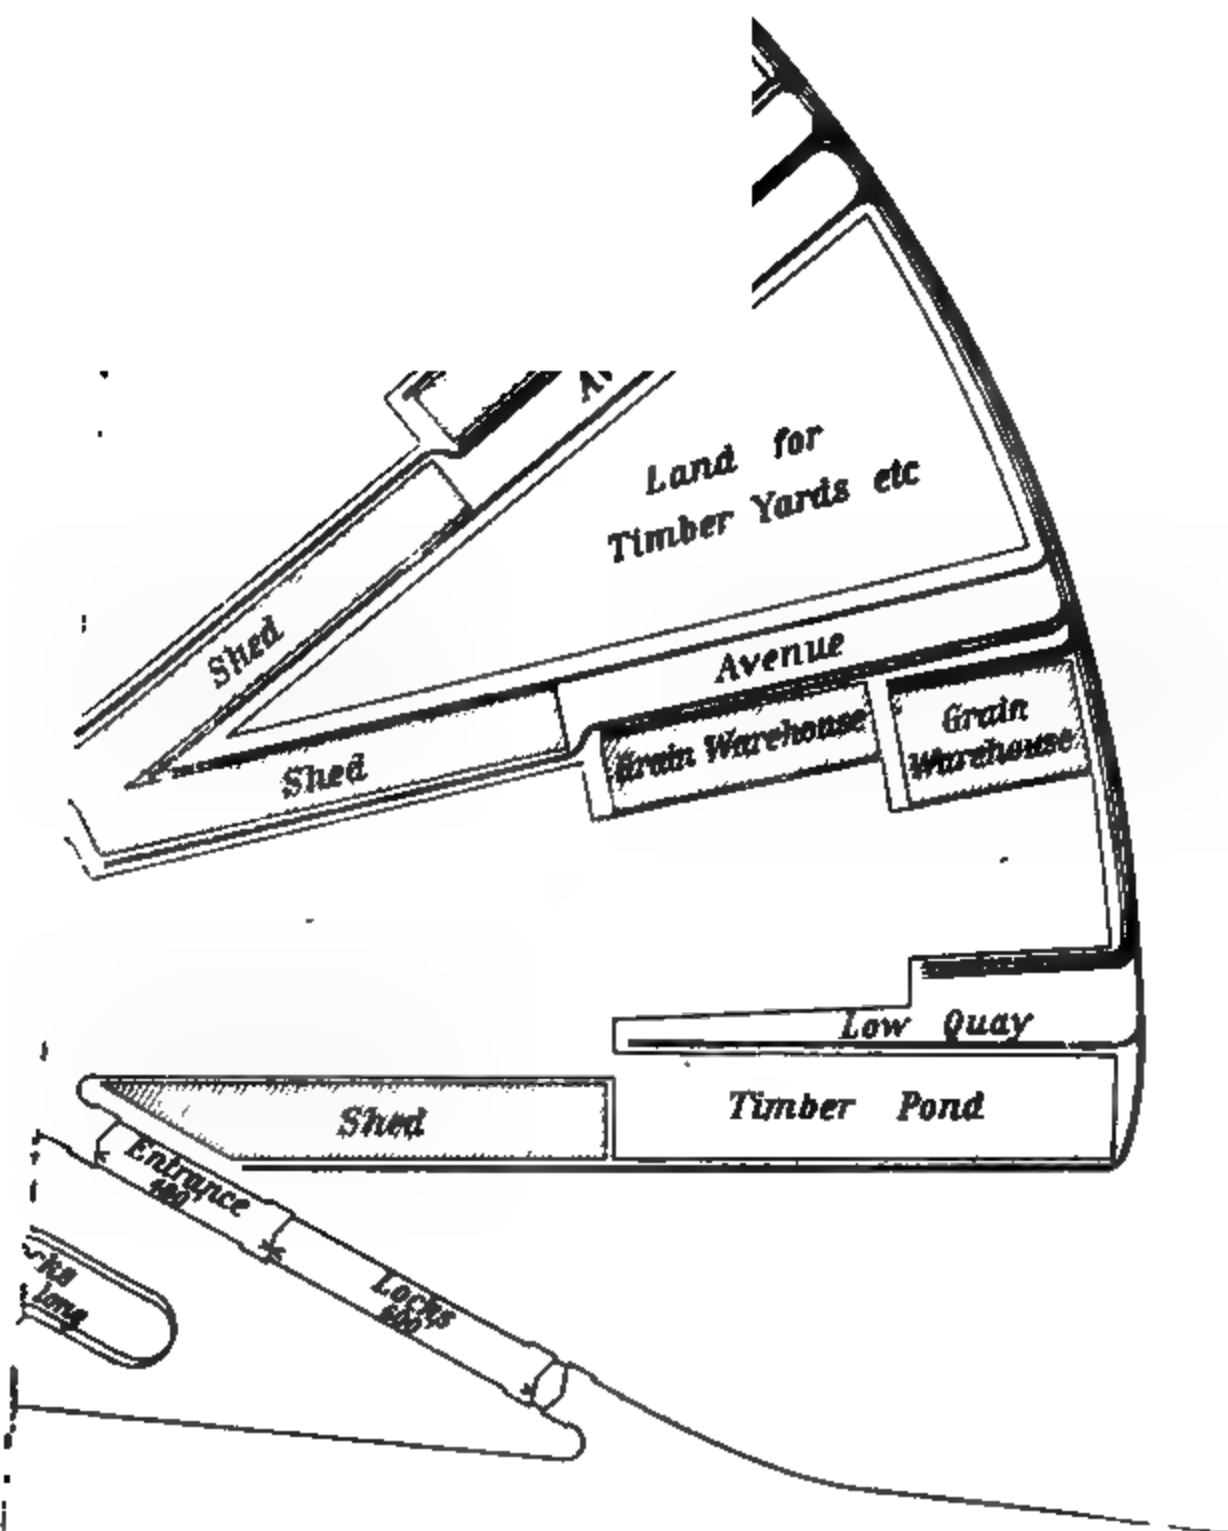 Land for
Timber Yards etc
Shed
Avenue
Grain Warehouse
Grain
Warehouse
Shed
Low Quay
Timber Pond
Shed
Entrance
Locks
600'
long